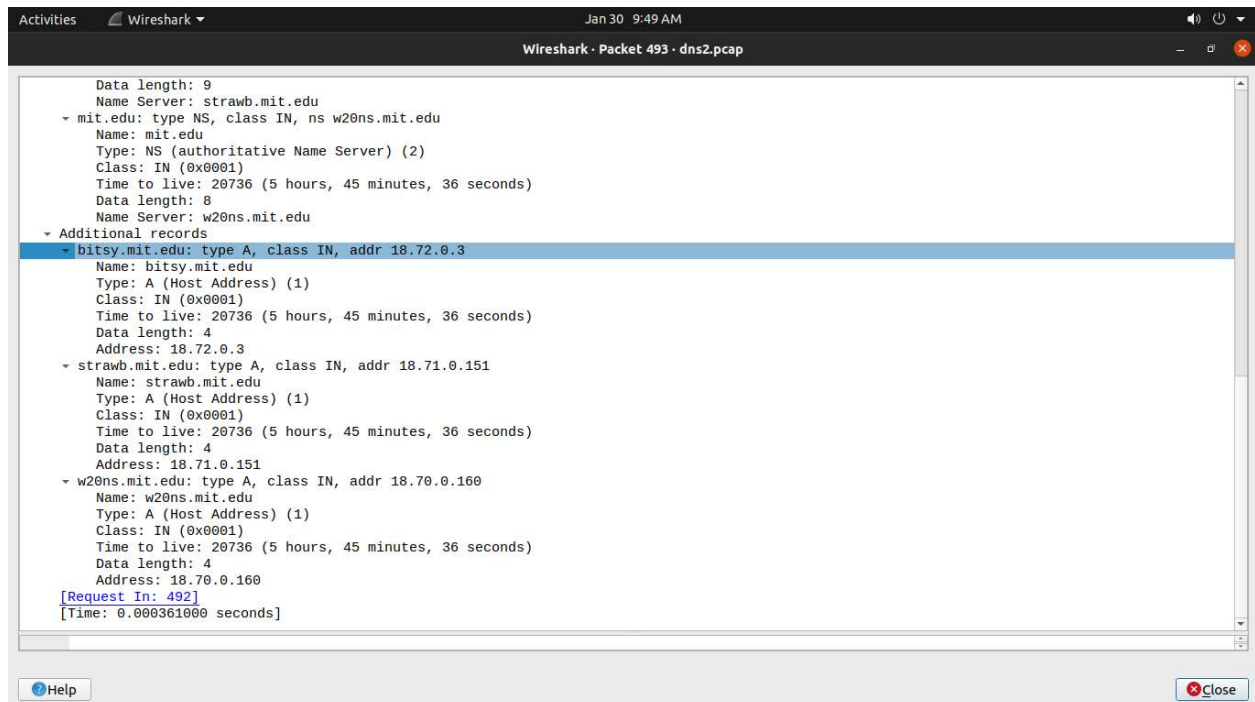 Activities Wireshark Jan 30 9:49 AM
Wireshark · Packet 493 · dns2.pcap
Data length: 9
Name Server: strawb.mit.edu
mit.edu: type NS, class IN, ns w20ns.mit.edu
Name: mit.edu
Type: NS (authoritative Name Server) (2)
Class: IN (0x0001)
Time to live: 20736 (5 hours, 45 minutes, 36 seconds)
Data length: 8
Name Server: w20ns.mit.edu
Additional records
bitsy.mit.edu: type A, class IN, addr 18.72.0.3
Name: bitsy.mit.edu
Type: A (Host Address) (1)
Class: IN (0x0001)
Time to live: 20736 (5 hours, 45 minutes, 36 seconds)
Data length: 4
Address: 18.72.0.3
strawb.mit.edu: type A, class IN, addr 18.71.0.151
Name: strawb.mit.edu
Type: A (Host Address) (1)
Class: IN (0x0001)
Time to live: 20736 (5 hours, 45 minutes, 36 seconds)
Data length: 4
Address: 18.71.0.151
w20ns.mit.edu: type A, class IN, addr 18.70.0.160
Name: w20ns.mit.edu
Type: A (Host Address) (1)
Class: IN (0x0001)
Time to live: 20736 (5 hours, 45 minutes, 36 seconds)
Data length: 4
Address: 18.70.0.160
[Request In: 492]
[Time: 0.000361000 seconds]
Help Close